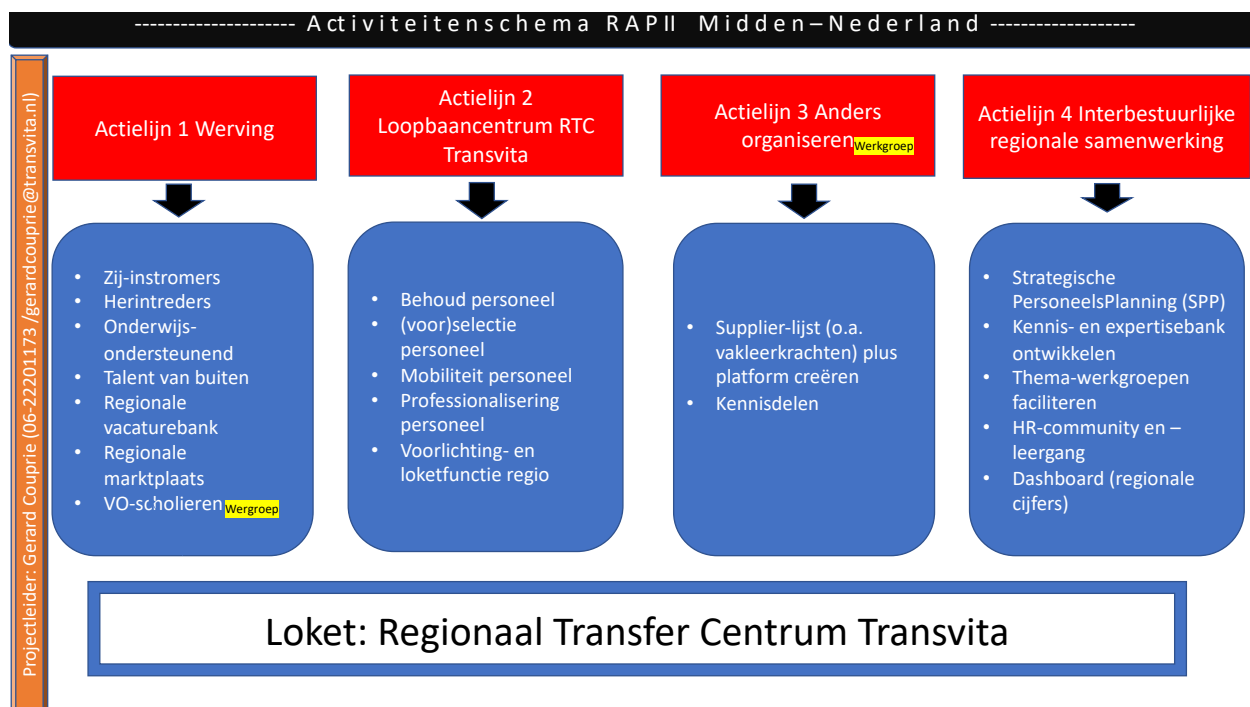 -------------------- Activiteitenschema RAPII Midden–Nederland -------------------
Projectleider: Gerard Couprie (06-22201173 /gerardcouprie@transvita.nl)
Actielijn 1 Werving
Actielijn 2
Loopbaancentrum RTC
Transvita
Actielijn 3 Anders
organiseren Werkgroep
Actielijn 4 Interbestuurlijke
regionale samenwerking
• Zij-instromers
• Herintreders
• Onderwijs-
ondersteunend
• Talent van buiten
• Regionale
vacaturebank
• Regionale
marktplaats
• VO-scholieren Wergroep
• Behoud personeel
• (voor)selectie
personeel
• Mobiliteit personeel
• Professionalisering
personeel
• Voorlichting- en
loketfunctie regio
• Supplier-lijst (o.a.
vakleerkrachten) plus
platform creëren
• Kennisdelen
• Strategische
PersoneelsPlanning (SPP)
• Kennis- en expertisebank
ontwikkelen
• Thema-werkgroepen
faciliteren
• HR-community en –
leergang
• Dashboard (regionale
cijfers)
Loket: Regionaal Transfer Centrum Transvita